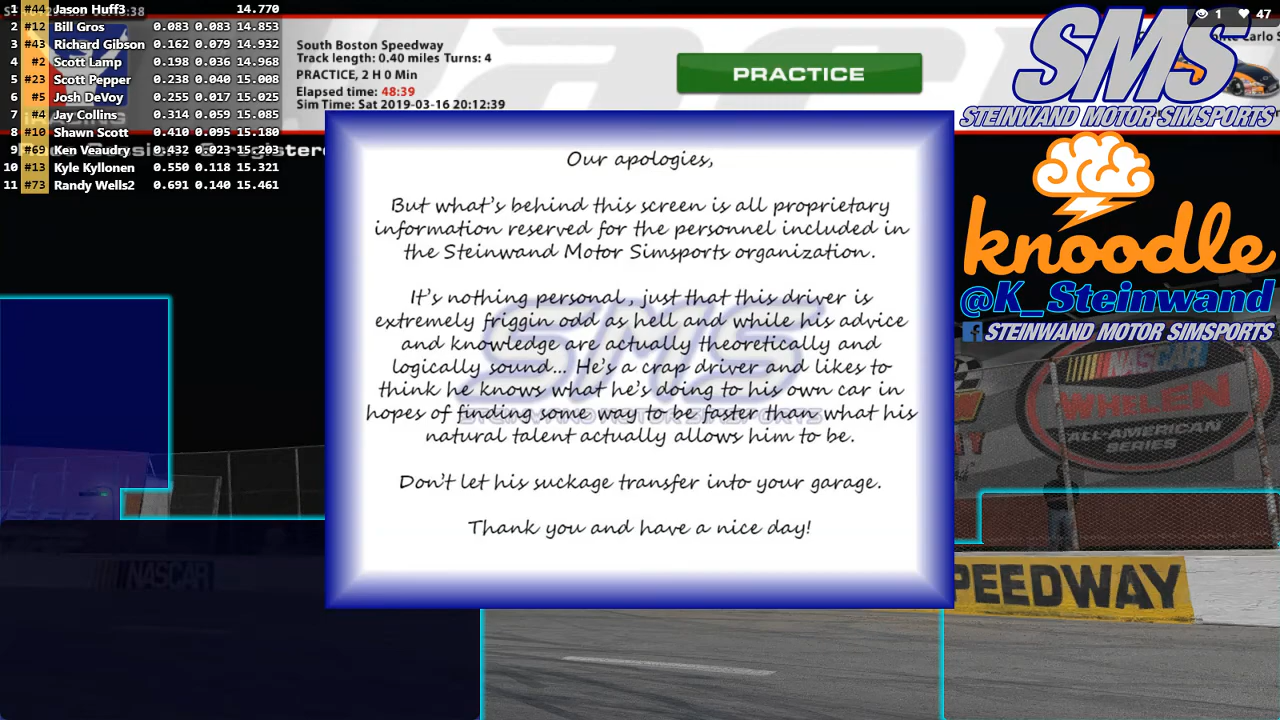 1 #44 Jason Huff3 14.770
2 #12 Bill Gros 0.083 0.083 14.853
3 #43 Richard Gibson 0.162 0.079 14.932
4 #2 Scott Lamp 0.198 0.036 14.968
5 #23 Scott Pepper 0.238 0.040 15.008
6 #5 Josh DeVoy 0.255 0.017 15.025
7 #4 Jay Collins 0.314 0.059 15.085
8 #10 Shawn Scott 0.410 0.095 15.180
9 #69 Ken Veaudry 0.432 0.023 15.203
10 #13 Kyle Kyllonen 0.550 0.118 15.321
11 #73 Randy Wells2 0.691 0.140 15.461
South Boston Speedway
Track length: 0.40 miles Turns: 4
PRACTICE, 2 H 0 Min
Elapsed time: 48:39
Sim Time: Sat 2019-03-16 20:12:39
PRACTICE
1 47
Carlo
SMS
STEINWAND MOTOR SIMSPORTS
knoodle
@K_Steinwand
STEINWAND MOTOR SIMSPORTS
Our apologies,
But what's behind this screen is all proprietary
information reserved for the personnel included in
the Steinwand Motor Simsports organization.
It's nothing personal, just that this driver is
extremely friggin odd as hell and while his advice
and knowledge are actually theoretically and
logically sound... He's a crap driver and likes to
think he knows what he's doing to his own car in
hopes of finding some way to be faster than what his
natural talent actually allows him to be.
Don't let his suckage transfer into your garage.
Thank you and have a nice day!
SMS
STEINWAND MOTOR SIMSPORTS
NASCAR
WHELEN
ALL-AMERICAN
SERIES
NASCAR
SPEEDWAY